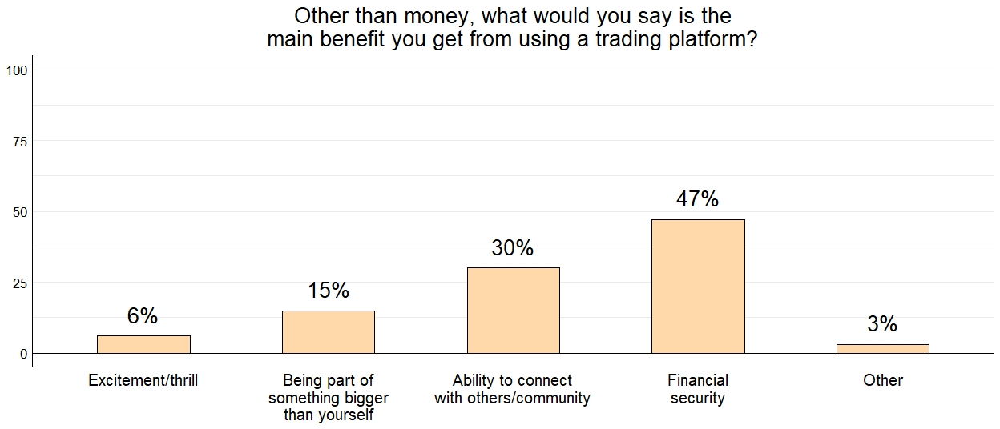 Other than money, what would you say is the
main benefit you get from using a trading platform?
100
75
50
25
0
6%
15%
30%
47%
3%
Excitement/thrill
Being part of
something bigger
than yourself
Ability to connect
with others/community
Financial
security
Other